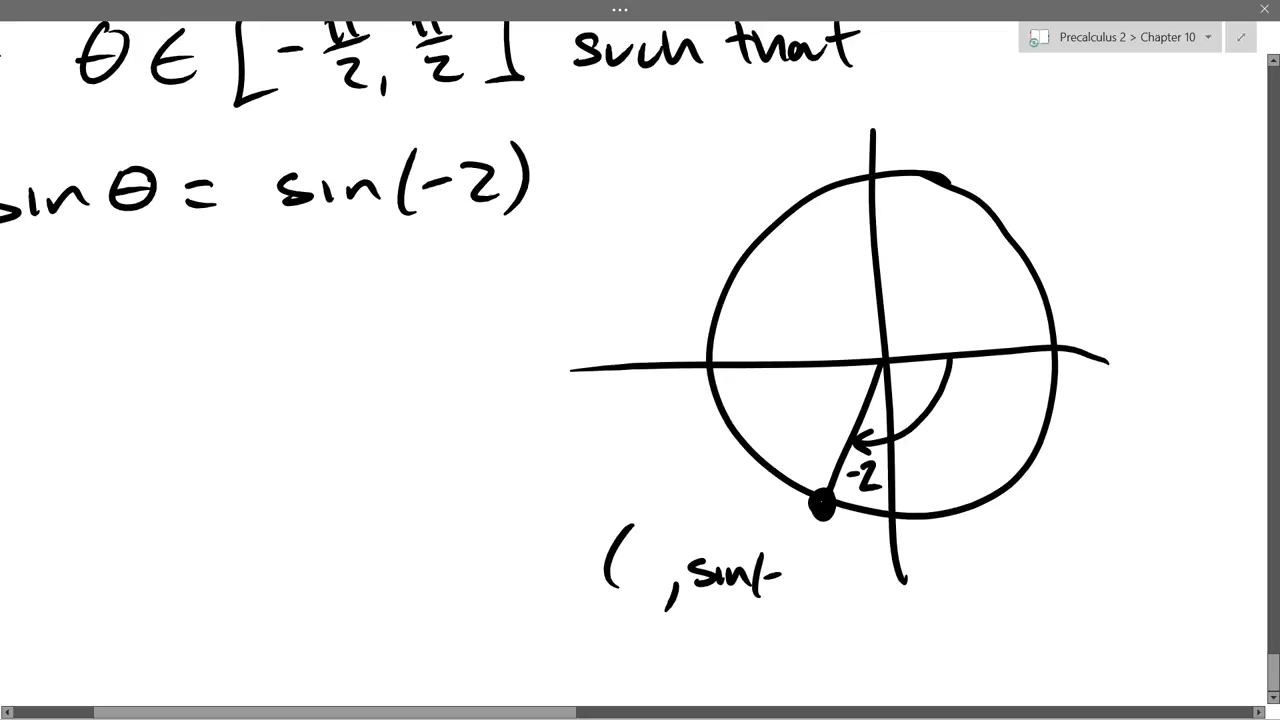 Precalculus 2 > Chapter 10
θ ∈ [-π/2, π/2] such that
sin θ = sin(-2)
-2
( , sin(-